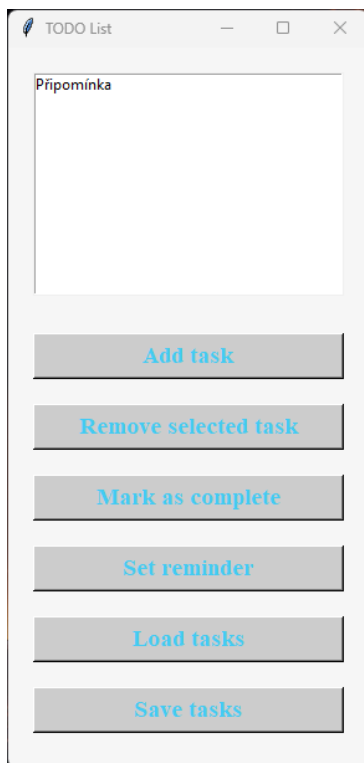 TODO List
Připomínka
Add task
Remove selected task
Mark as complete
Set reminder
Load tasks
Save tasks